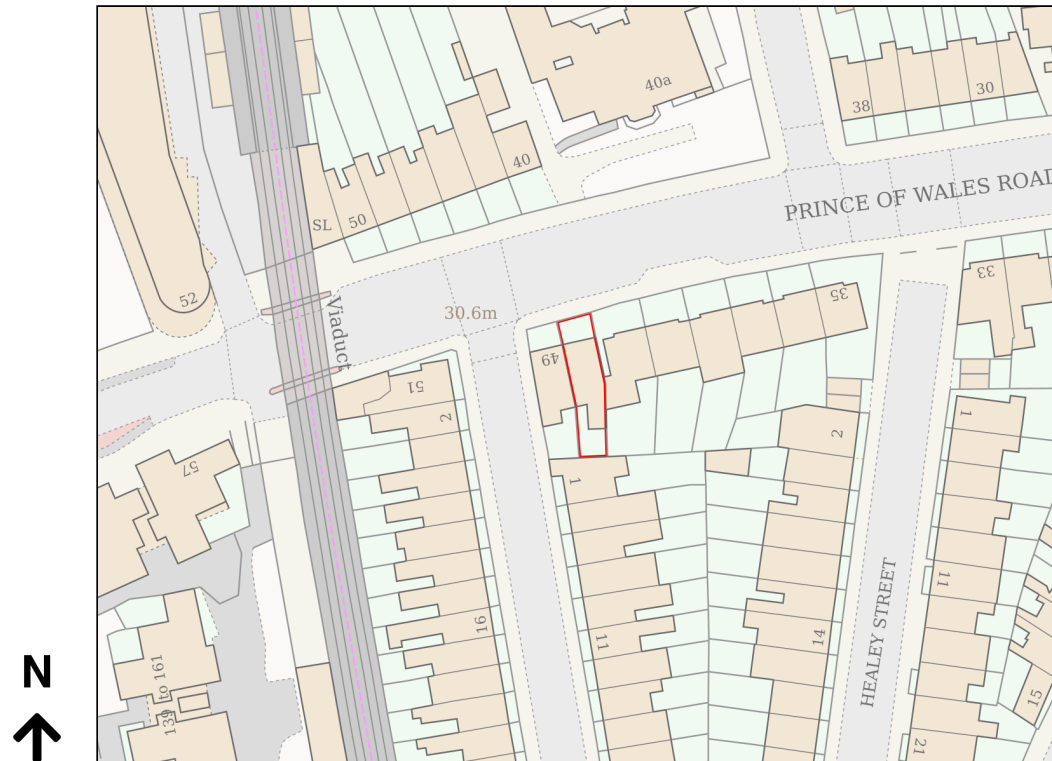 40a
38
30
40
50
SL
PRINCE OF WALES ROAD
52
Viaduct
30.6m
33
35
49
51
2
57
1
2
1
16
11
14
11
HEALEY STREET
139 to 161
15
21
N